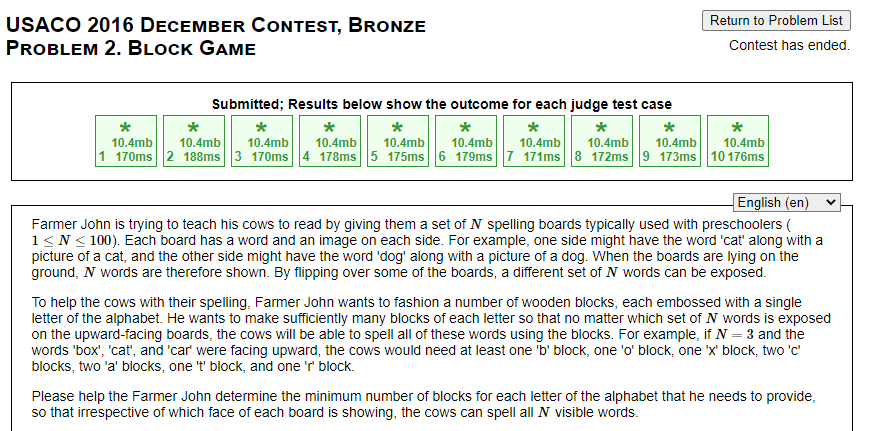 USACO 2016 December Contest, Bronze
Problem 2. Block Game
Return to Problem List
Contest has ended.
Submitted; Results below show the outcome for each judge test case
* * * * * * * * * *
10.4mb 10.4mb 10.4mb 10.4mb 10.4mb 10.4mb 10.4mb 10.4mb 10.4mb 10.4mb
1 170ms 2 188ms 3 170ms 4 178ms 5 175ms 6 179ms 7 171ms 8 172ms 9 173ms 10 176ms
English (en)
Farmer John is trying to teach his cows to read by giving them a set of N spelling boards typically used with preschoolers (
1 ≤ N ≤ 100). Each board has a word and an image on each side. For example, one side might have the word 'cat' along with a
picture of a cat, and the other side might have the word 'dog' along with a picture of a dog. When the boards are lying on the
ground, N words are therefore shown. By flipping over some of the boards, a different set of N words can be exposed.
To help the cows with their spelling, Farmer John wants to fashion a number of wooden blocks, each embossed with a single
letter of the alphabet. He wants to make sufficiently many blocks of each letter so that no matter which set of N words is exposed
on the upward-facing boards, the cows will be able to spell all of these words using the blocks. For example, if N = 3 and the
words 'box', 'cat', and 'car' were facing upward, the cows would need at least one 'b' block, one 'o' block, one 'x' block, two 'c'
blocks, two 'a' blocks, one 't' block, and one 'r' block.
Please help the Farmer John determine the minimum number of blocks for each letter of the alphabet that he needs to provide,
so that irrespective of which face of each board is showing, the cows can spell all N visible words.